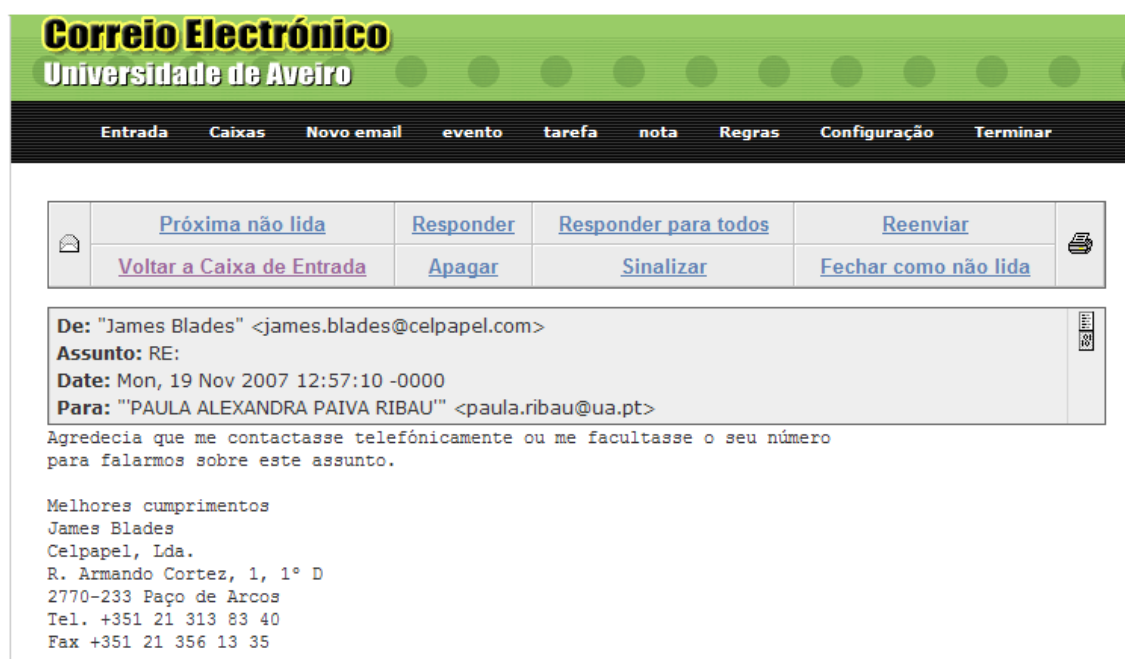 Correio Electrónico
Universidade de Aveiro
Entrada Caixas Novo email evento tarefa nota Regras Configuração Terminar
Próxima não lida Responder Responder para todos Reenviar
Voltar a Caixa de Entrada Apagar Sinalizar Fechar como não lida
De: "James Blades" <james.blades@celpapel.com>
Assunto: RE:
Date: Mon, 19 Nov 2007 12:57:10 -0000
Para: "'PAULA ALEXANDRA PAIVA RIBAU'" <paula.ribau@ua.pt>
Agredecia que me contactasse telefónicamente ou me facultasse o seu número
para falarmos sobre este assunto.
Melhores cumprimentos
James Blades
Celpapel, Lda.
R. Armando Cortez, 1, 1º D
2770-233 Paço de Arcos
Tel. +351 21 313 83 40
Fax +351 21 356 13 35